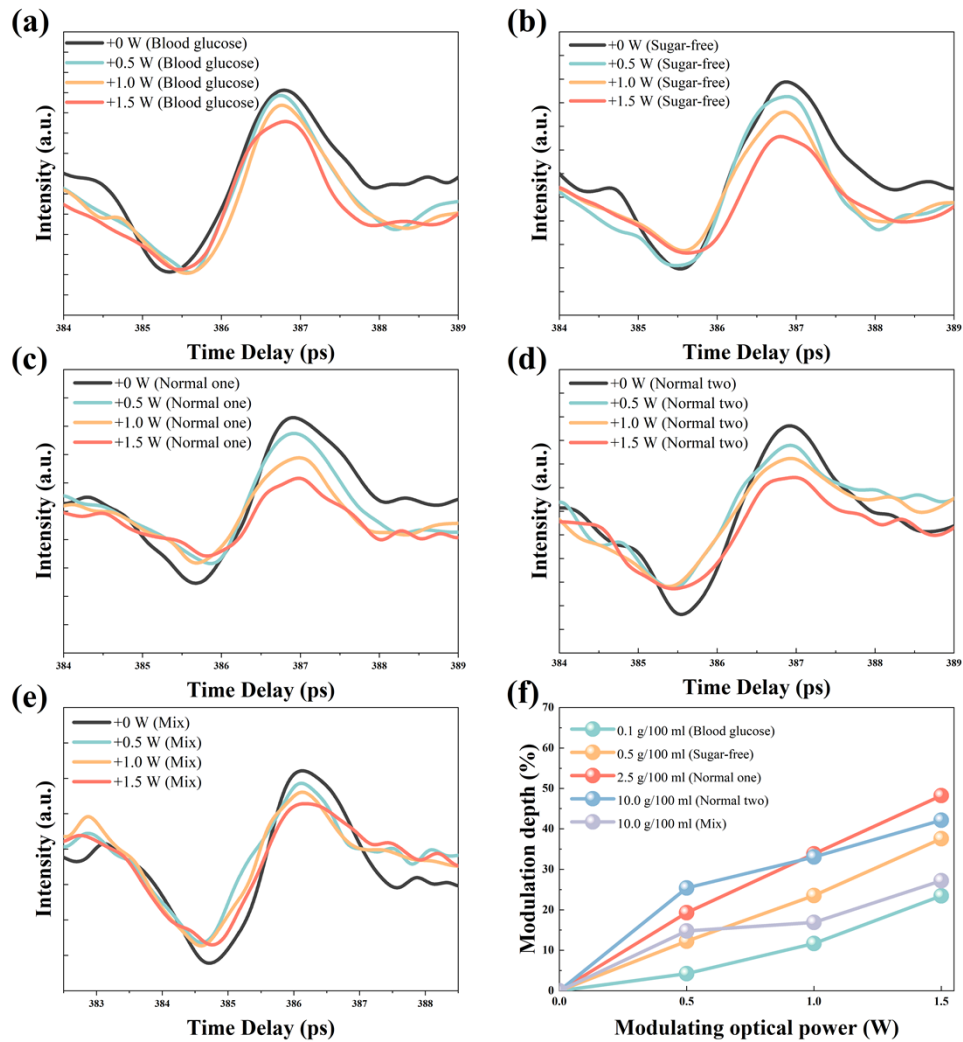 (a)
+0 W (Blood glucose)
+0.5 W (Blood glucose)
+1.0 W (Blood glucose)
+1.5 W (Blood glucose)
Intensity (a.u.)
384 385 386 387 388 389
Time Delay (ps)
(b)
+0 W (Sugar-free)
+0.5 W (Sugar-free)
+1.0 W (Sugar-free)
+1.5 W (Sugar-free)
Intensity (a.u.)
384 385 386 387 388 389
Time Delay (ps)
(c)
+0 W (Normal one)
+0.5 W (Normal one)
+1.0 W (Normal one)
+1.5 W (Normal one)
Intensity (a.u.)
384 385 386 387 388 389
Time Delay (ps)
(d)
+0 W (Normal two)
+0.5 W (Normal two)
+1.0 W (Normal two)
+1.5 W (Normal two)
Intensity (a.u.)
384 385 386 387 388 389
Time Delay (ps)
(e)
+0 W (Mix)
+0.5 W (Mix)
+1.0 W (Mix)
+1.5 W (Mix)
Intensity (a.u.)
383 384 385 386 387 388
Time Delay (ps)
(f)
70
60
50
40
30
20
10
0
0.1 g/100 ml (Blood glucose)
0.5 g/100 ml (Sugar-free)
2.5 g/100 ml (Normal one)
10.0 g/100 ml (Normal two)
10.0 g/100 ml (Mix)
Modulation depth (%)
0.0 0.5 1.0 1.5
Modulating optical power (W)